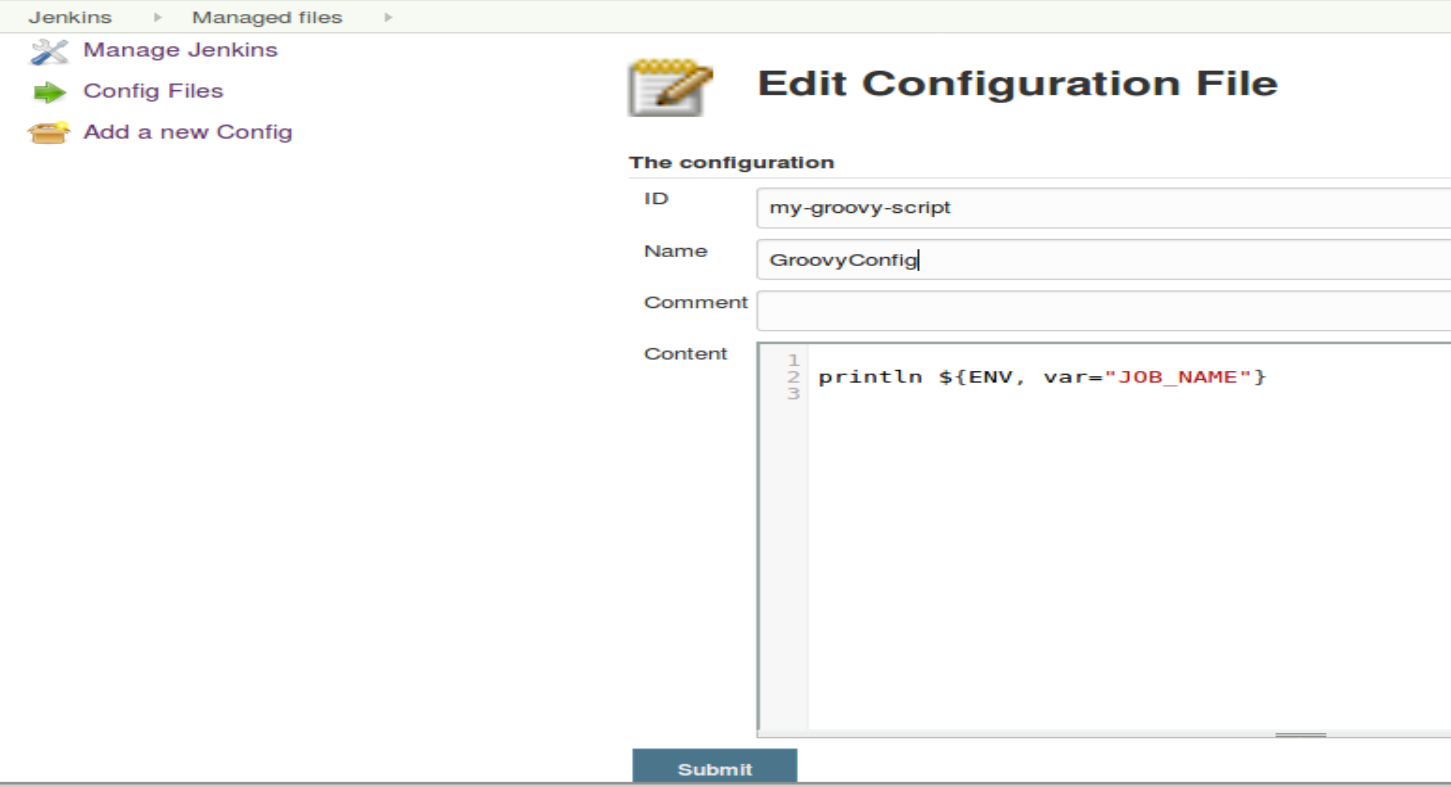 Jenkins Managed files
Manage Jenkins
Config Files
Add a new Config
Edit Configuration File
The configuration
ID my-groovy-script
Name GroovyConfig
Comment
Content
1
2 println ${ENV, var="JOB_NAME"}
3
Submit